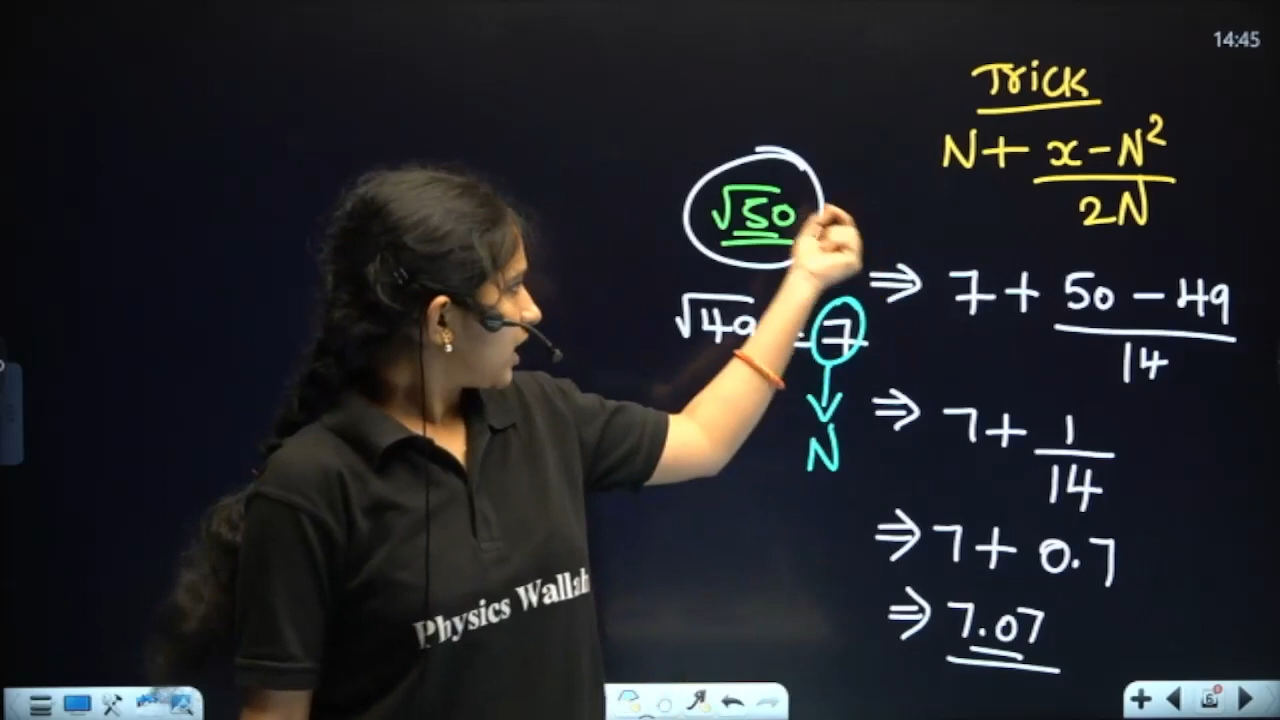 14:45
Trick
N + x - N² / 2N
√50
⇒ 7 + 50 - 49 / 14
√49 = 7
N
⇒ 7 + 1 / 14
⇒ 7 + 0.7
⇒ 7.07
Physics Wallah
6